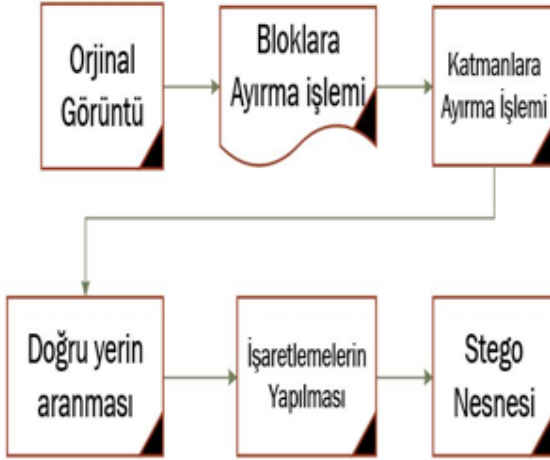 Orjinal
Görüntü
Bloklara
Ayırma işlemi
Katmanlara
Ayırma İşlemi
Doğru yerin
aranması
İşaretlemelerin
Yapılması
Stego
Nesnesi